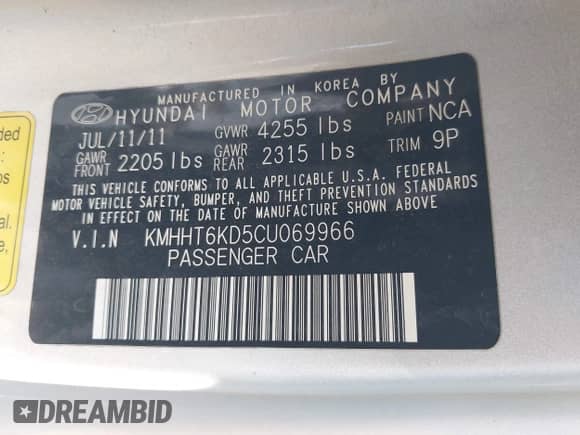 MANUFACTURED IN KOREA BY
HYUNDAI MOTOR COMPANY
JUL/11/11 GVWR 4255 lbs PAINT NCA
GAWR FRONT 2205 lbs GAWR REAR 2315 lbs TRIM 9P
THIS VEHICLE CONFORMS TO ALL APPLICABLE U.S.A. FEDERAL
MOTOR VEHICLE SAFETY, BUMPER, AND THEFT PREVENTION STANDARDS
IN EFFECT ON THE DATE OF MANUFACTURE SHOWN ABOVE
V.I.N KMHHT6KD5CU069966
PASSENGER CAR
DREAMBID